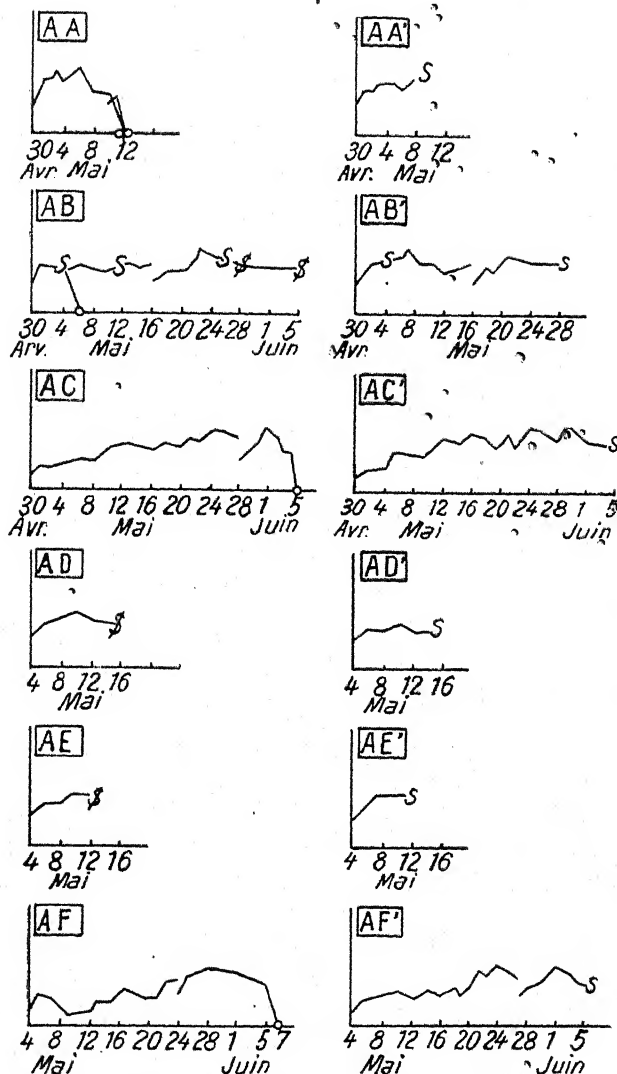 AA AA'
S
30 4 8 12 30 4 8 12
Avr. Mai Avr. Mai
AB AB'
S S S $ $ S S
30 4 8 12 16 20 24 28 1 5 30 4 8 12 16 20 24 28
Arv. Mai Juin Avr. Mai
AC AC'
S
30 4 8 12 16 20 24 28 1 5 30 4 8 12 16 20 24 28 1 5
Avr. Mai Juin Avr. Mai Juin
AD AD'
$ S
4 8 12 16 4 8 12 16
Mai Mai
AE AE'
$ S
4 8 12 16 4 8 12 16
Mai Mai
AF AF'
S
4 8 12 16 20 24 28 1 5 7 4 8 12 16 20 24 28 1 5
Mai Juin Mai Juin